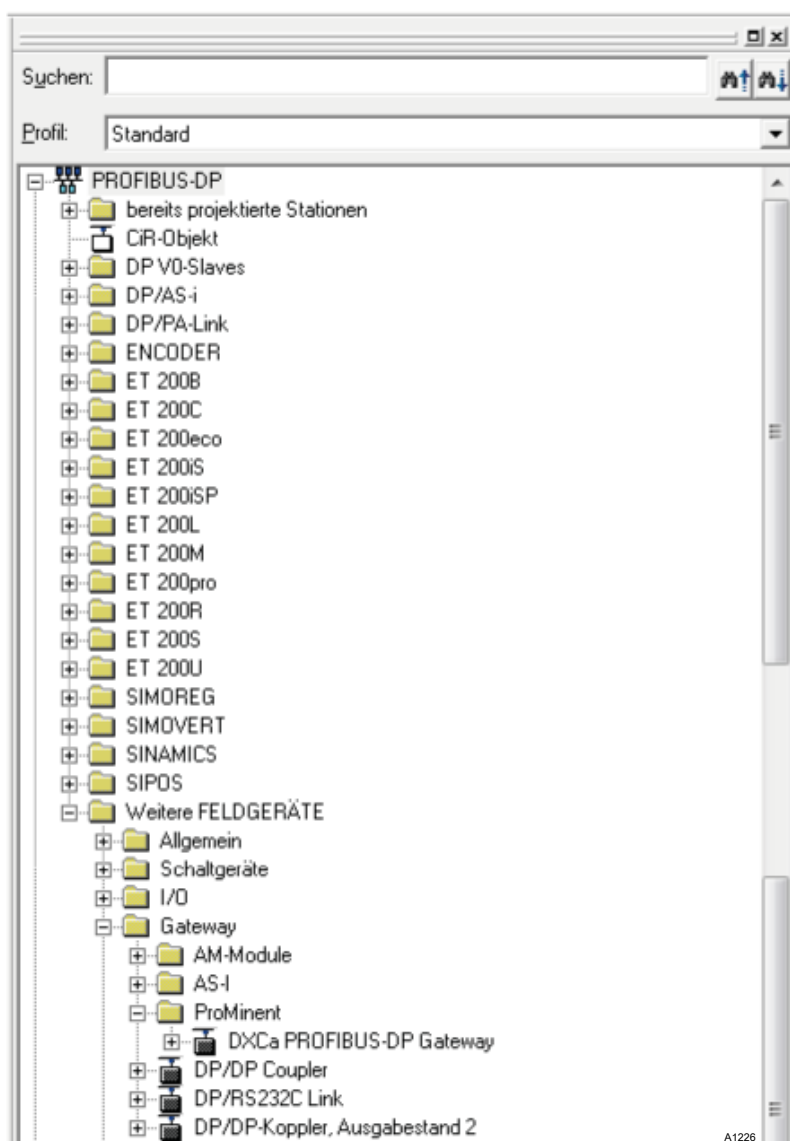 Suchen:
Profil: Standard
PROFIBUS-DP
bereits projektierte Stationen
CiR-Objekt
DP V0-Slaves
DP/AS-i
DP/PA-Link
ENCODER
ET 200B
ET 200C
ET 200eco
ET 200iS
ET 200iSP
ET 200L
ET 200M
ET 200pro
ET 200R
ET 200S
ET 200U
SIMOREG
SIMOVERT
SINAMICS
SIPOS
Weitere FELDGERÄTE
Allgemein
Schaltgeräte
I/O
Gateway
AM-Module
AS-I
ProMinent
DXCa PROFIBUS-DP Gateway
DP/DP Coupler
DP/RS232C Link
DP/DP-Koppler, Ausgabestand 2
A1226